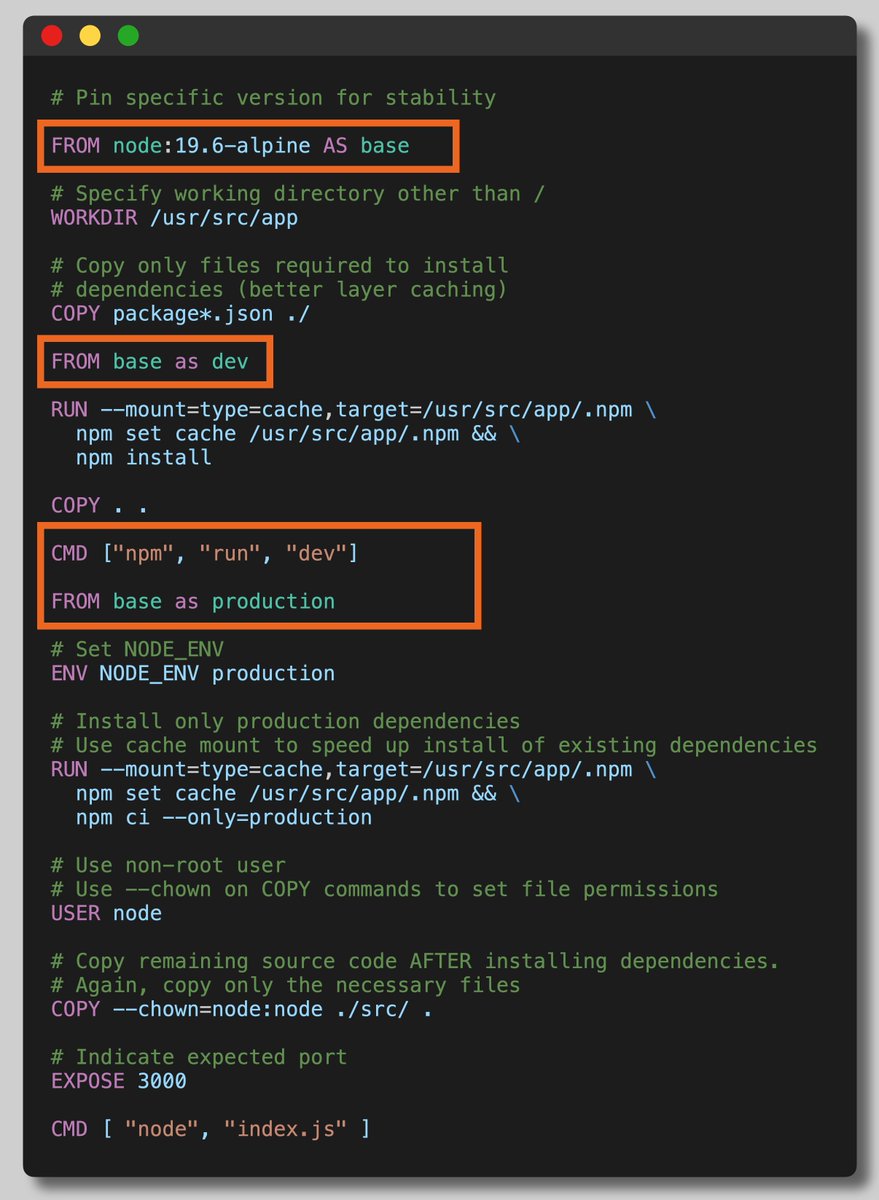 # Pin specific version for stability
FROM node:19.6-alpine AS base
# Specify working directory other than /
WORKDIR /usr/src/app
# Copy only files required to install
# dependencies (better layer caching)
COPY package*.json ./
FROM base as dev
RUN --mount=type=cache,target=/usr/src/app/.npm \
  npm set cache /usr/src/app/.npm && \
  npm install
COPY . .
CMD ["npm", "run", "dev"]
FROM base as production
# Set NODE_ENV
ENV NODE_ENV production
# Install only production dependencies
# Use cache mount to speed up install of existing dependencies
RUN --mount=type=cache,target=/usr/src/app/.npm \
  npm set cache /usr/src/app/.npm && \
  npm ci --only=production
# Use non-root user
# Use --chown on COPY commands to set file permissions
USER node
# Copy remaining source code AFTER installing dependencies.
# Again, copy only the necessary files
COPY --chown=node:node ./src/ .
# Indicate expected port
EXPOSE 3000
CMD [ "node", "index.js" ]